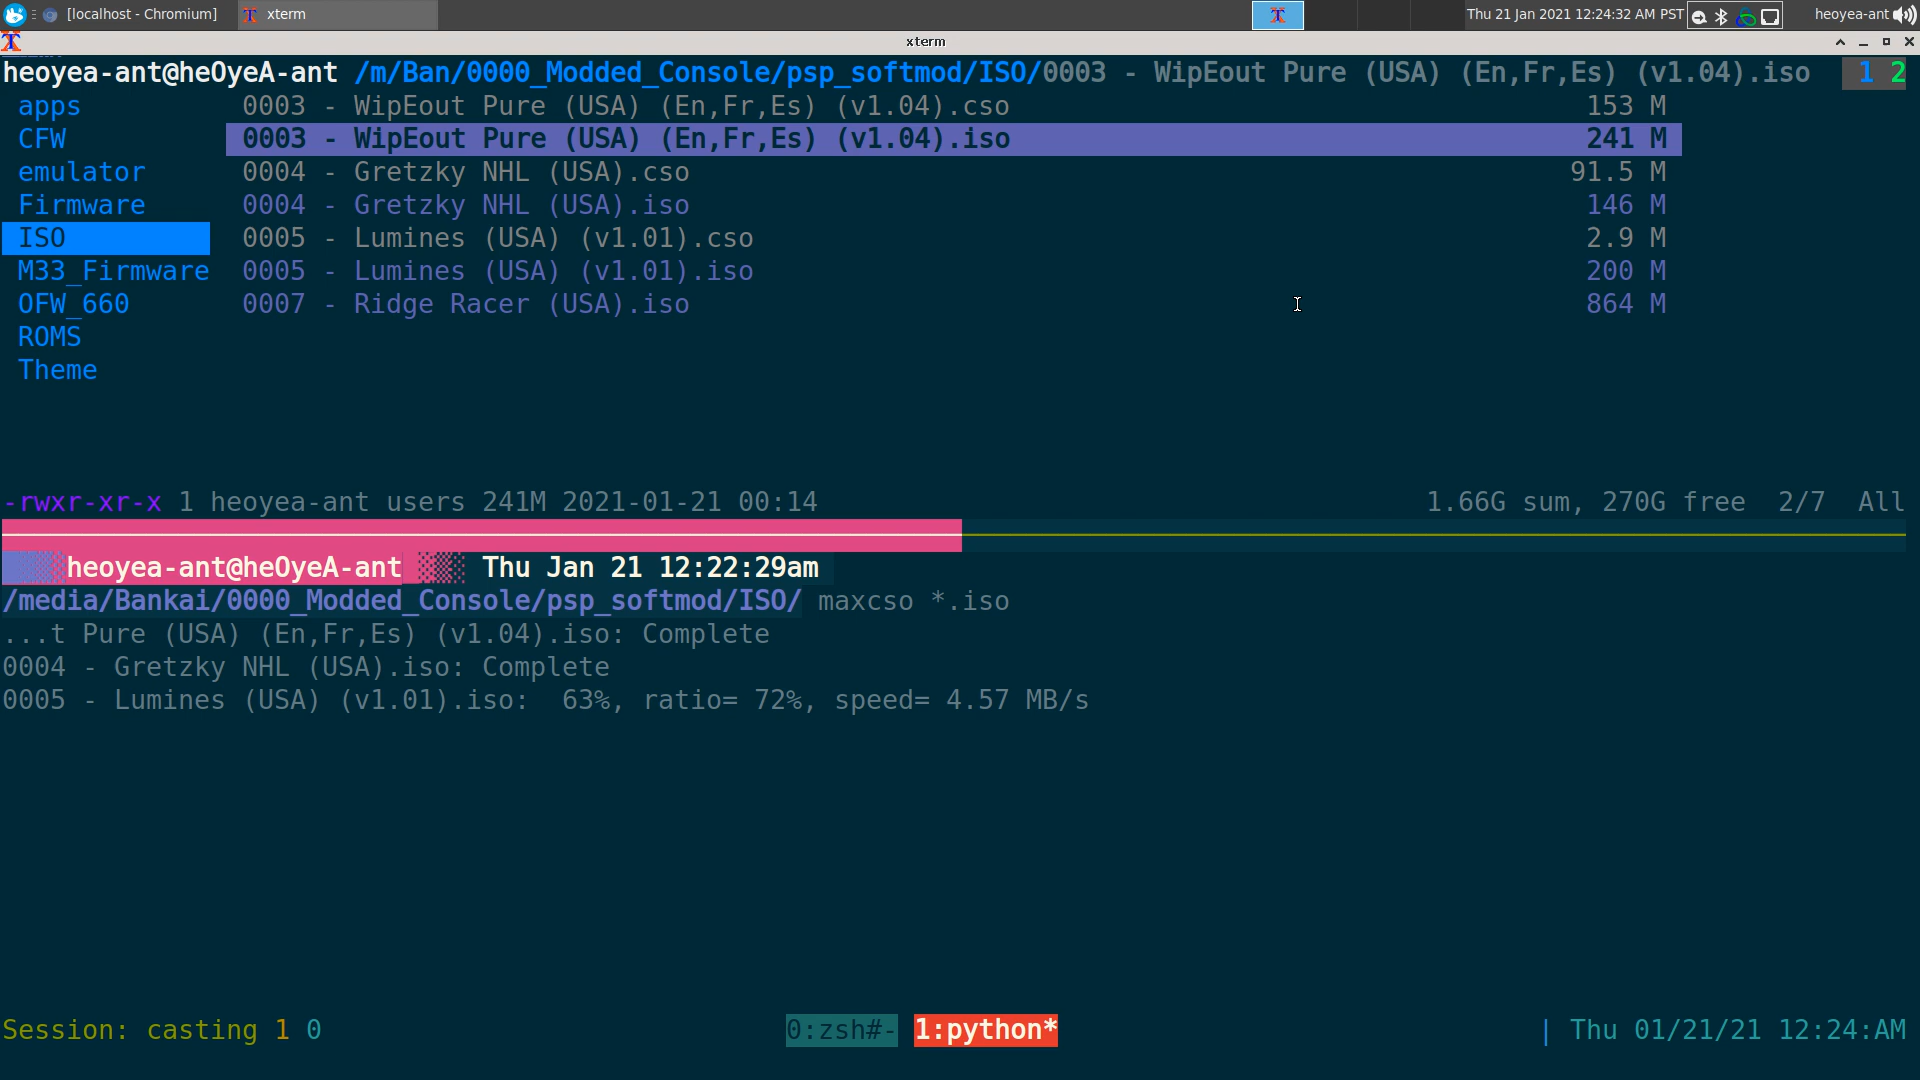 [localhost - Chromium] xterm Thu 21 Jan 2021 12:24:32 AM PST heoyea-ant
xterm
heoyea-ant@heOyeA-ant /m/Ban/0000_Modded_Console/psp_softmod/ISO/0003 - WipEout Pure (USA) (En,Fr,Es) (v1.04).iso 1 2
apps 0003 - WipEout Pure (USA) (En,Fr,Es) (v1.04).cso 153 M
CFW 0003 - WipEout Pure (USA) (En,Fr,Es) (v1.04).iso 241 M
emulator 0004 - Gretzky NHL (USA).cso 91.5 M
Firmware 0004 - Gretzky NHL (USA).iso 146 M
ISO 0005 - Lumines (USA) (v1.01).cso 2.9 M
M33_Firmware 0005 - Lumines (USA) (v1.01).iso 200 M
OFW_660 0007 - Ridge Racer (USA).iso 864 M
ROMS
Theme
-rwxr-xr-x 1 heoyea-ant users 241M 2021-01-21 00:14 1.66G sum, 270G free 2/7 All
heoyea-ant@heOyeA-ant Thu Jan 21 12:22:29am
/media/Bankai/0000_Modded_Console/psp_softmod/ISO/ maxcso *.iso
...t Pure (USA) (En,Fr,Es) (v1.04).iso: Complete
0004 - Gretzky NHL (USA).iso: Complete
0005 - Lumines (USA) (v1.01).iso: 63%, ratio= 72%, speed= 4.57 MB/s
Session: casting 1 0 0:zsh#- 1:python* | Thu 01/21/21 12:24:AM